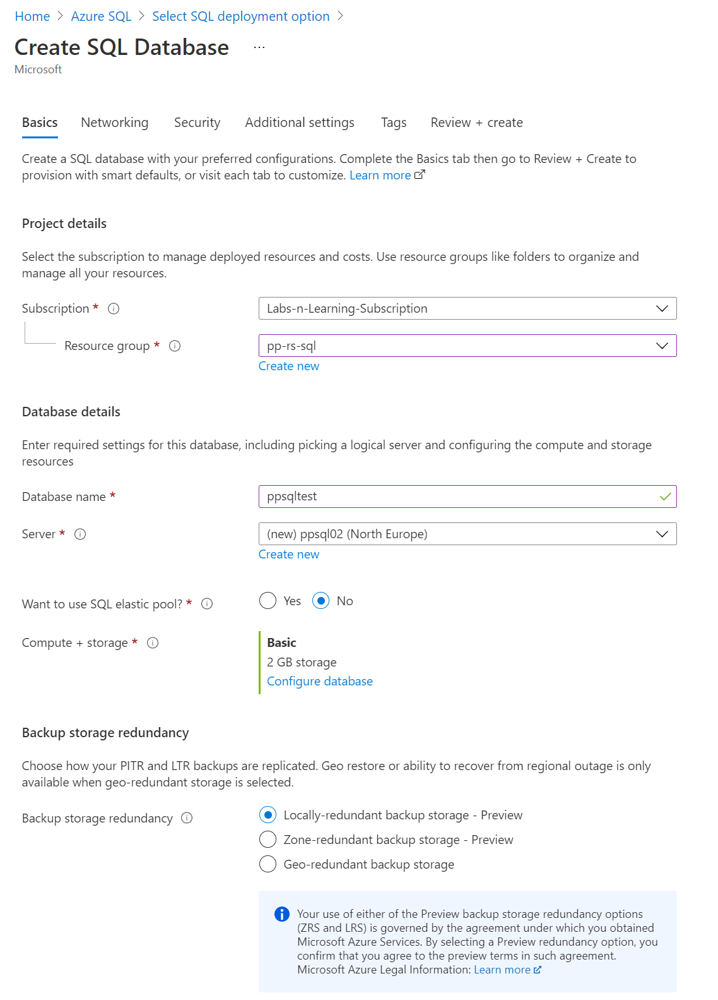 Home > Azure SQL > Select SQL deployment option >
Create SQL Database ...
Microsoft
Basics Networking Security Additional settings Tags Review + create
Create a SQL database with your preferred configurations. Complete the Basics tab then go to Review + Create to
provision with smart defaults, or visit each tab to customize. Learn more
Project details
Select the subscription to manage deployed resources and costs. Use resource groups like folders to organize and
manage all your resources.
Subscription * Labs-n-Learning-Subscription
Resource group * pp-rs-sql
Create new
Database details
Enter required settings for this database, including picking a logical server and configuring the compute and storage
resources
Database name * ppsqltest
Server * (new) ppsql02 (North Europe)
Create new
Want to use SQL elastic pool? * Yes No
Compute + storage * Basic
2 GB storage
Configure database
Backup storage redundancy
Choose how your PITR and LTR backups are replicated. Geo restore or ability to recover from regional outage is only
available when geo-redundant storage is selected.
Backup storage redundancy Locally-redundant backup storage - Preview
Zone-redundant backup storage - Preview
Geo-redundant backup storage
Your use of either of the Preview backup storage redundancy options
(ZRS and LRS) is governed by the agreement under which you obtained
Microsoft Azure Services. By selecting a Preview redundancy option, you
confirm that you agree to the preview terms in such agreement.
Microsoft Azure Legal Information: Learn more